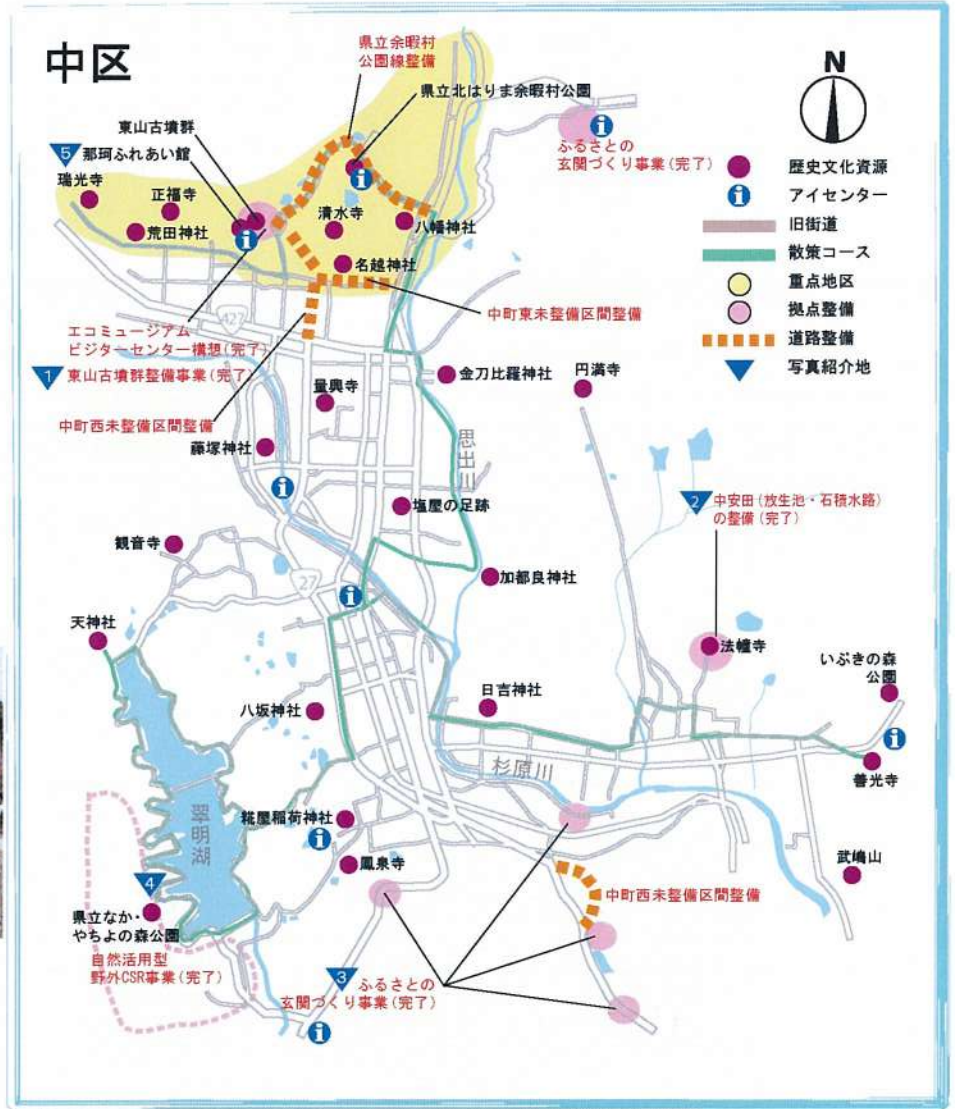 中区
県立余暇村
公園線整備
県立北はりま余暇村公園
N
東山古墳群
5
那珂ふれあい館
瑞光寺
正福寺
荒田神社
清水寺
八幡神社
名越神社
ふるさとの
玄関づくり事業(完了)
歴史文化資源
アイセンター
旧街道
散策コース
重点地区
拠点整備
道路整備
写真紹介地
427
エコミュージアム
ビジターセンター構想(完了)
1
東山古墳群整備事業(完了)
中町東未整備区間整備
中町西未整備区間整備
量興寺
金刀比羅神社
円満寺
藤塚神社
思出川
塩屋の足跡
2
中安田(放生池・石積水路)
の整備(完了)
観音寺
27
加都良神社
天神社
法幢寺
いぶきの森
公園
八坂神社
日吉神社
杉原川
善光寺
翠明湖
糀屋稲荷神社
鳳泉寺
武嶋山
4
県立なか・
やちよの森公園
自然活用型
野外CSR事業(完了)
中町西未整備区間整備
3
ふるさとの
玄関づくり事業(完了)